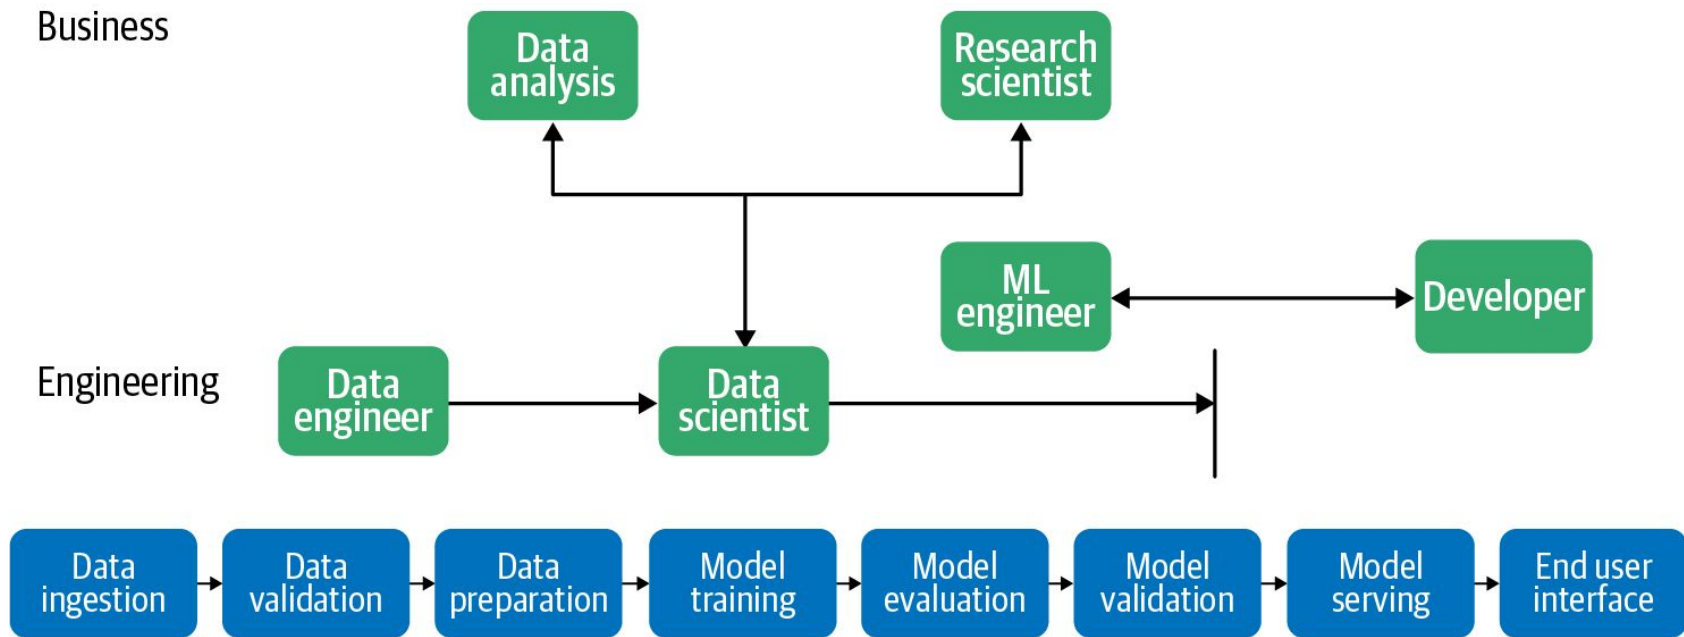 Business
Data
analysis
Research
scientist
ML
engineer
Developer
Engineering
Data
engineer
Data
scientist
Data
ingestion
Data
validation
Data
preparation
Model
training
Model
evaluation
Model
validation
Model
serving
End user
interface